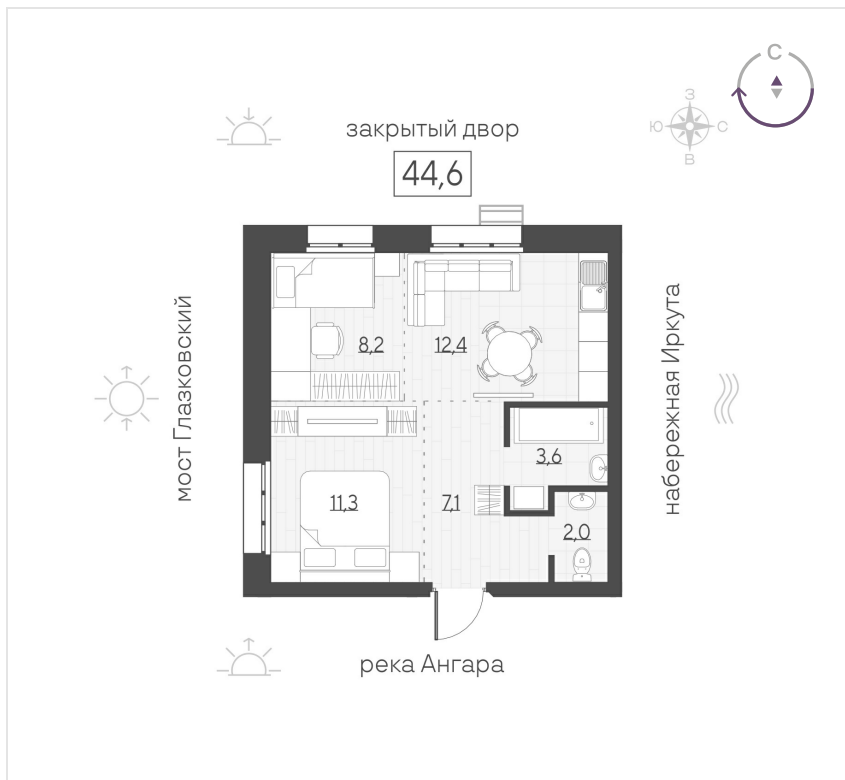 С
З
Ю
С
В
закрытый двор
44,6
мост Глазковский
набережная Иркута
8,2
12,4
3,6
11,3
7,1
2,0
река Ангара